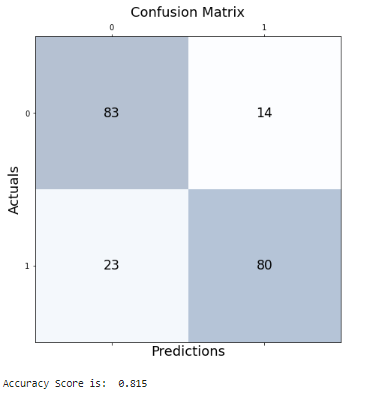 Confusion Matrix
0 1
0 83 14
Actuals
1 23 80
Predictions
Accuracy Score is:  0.815